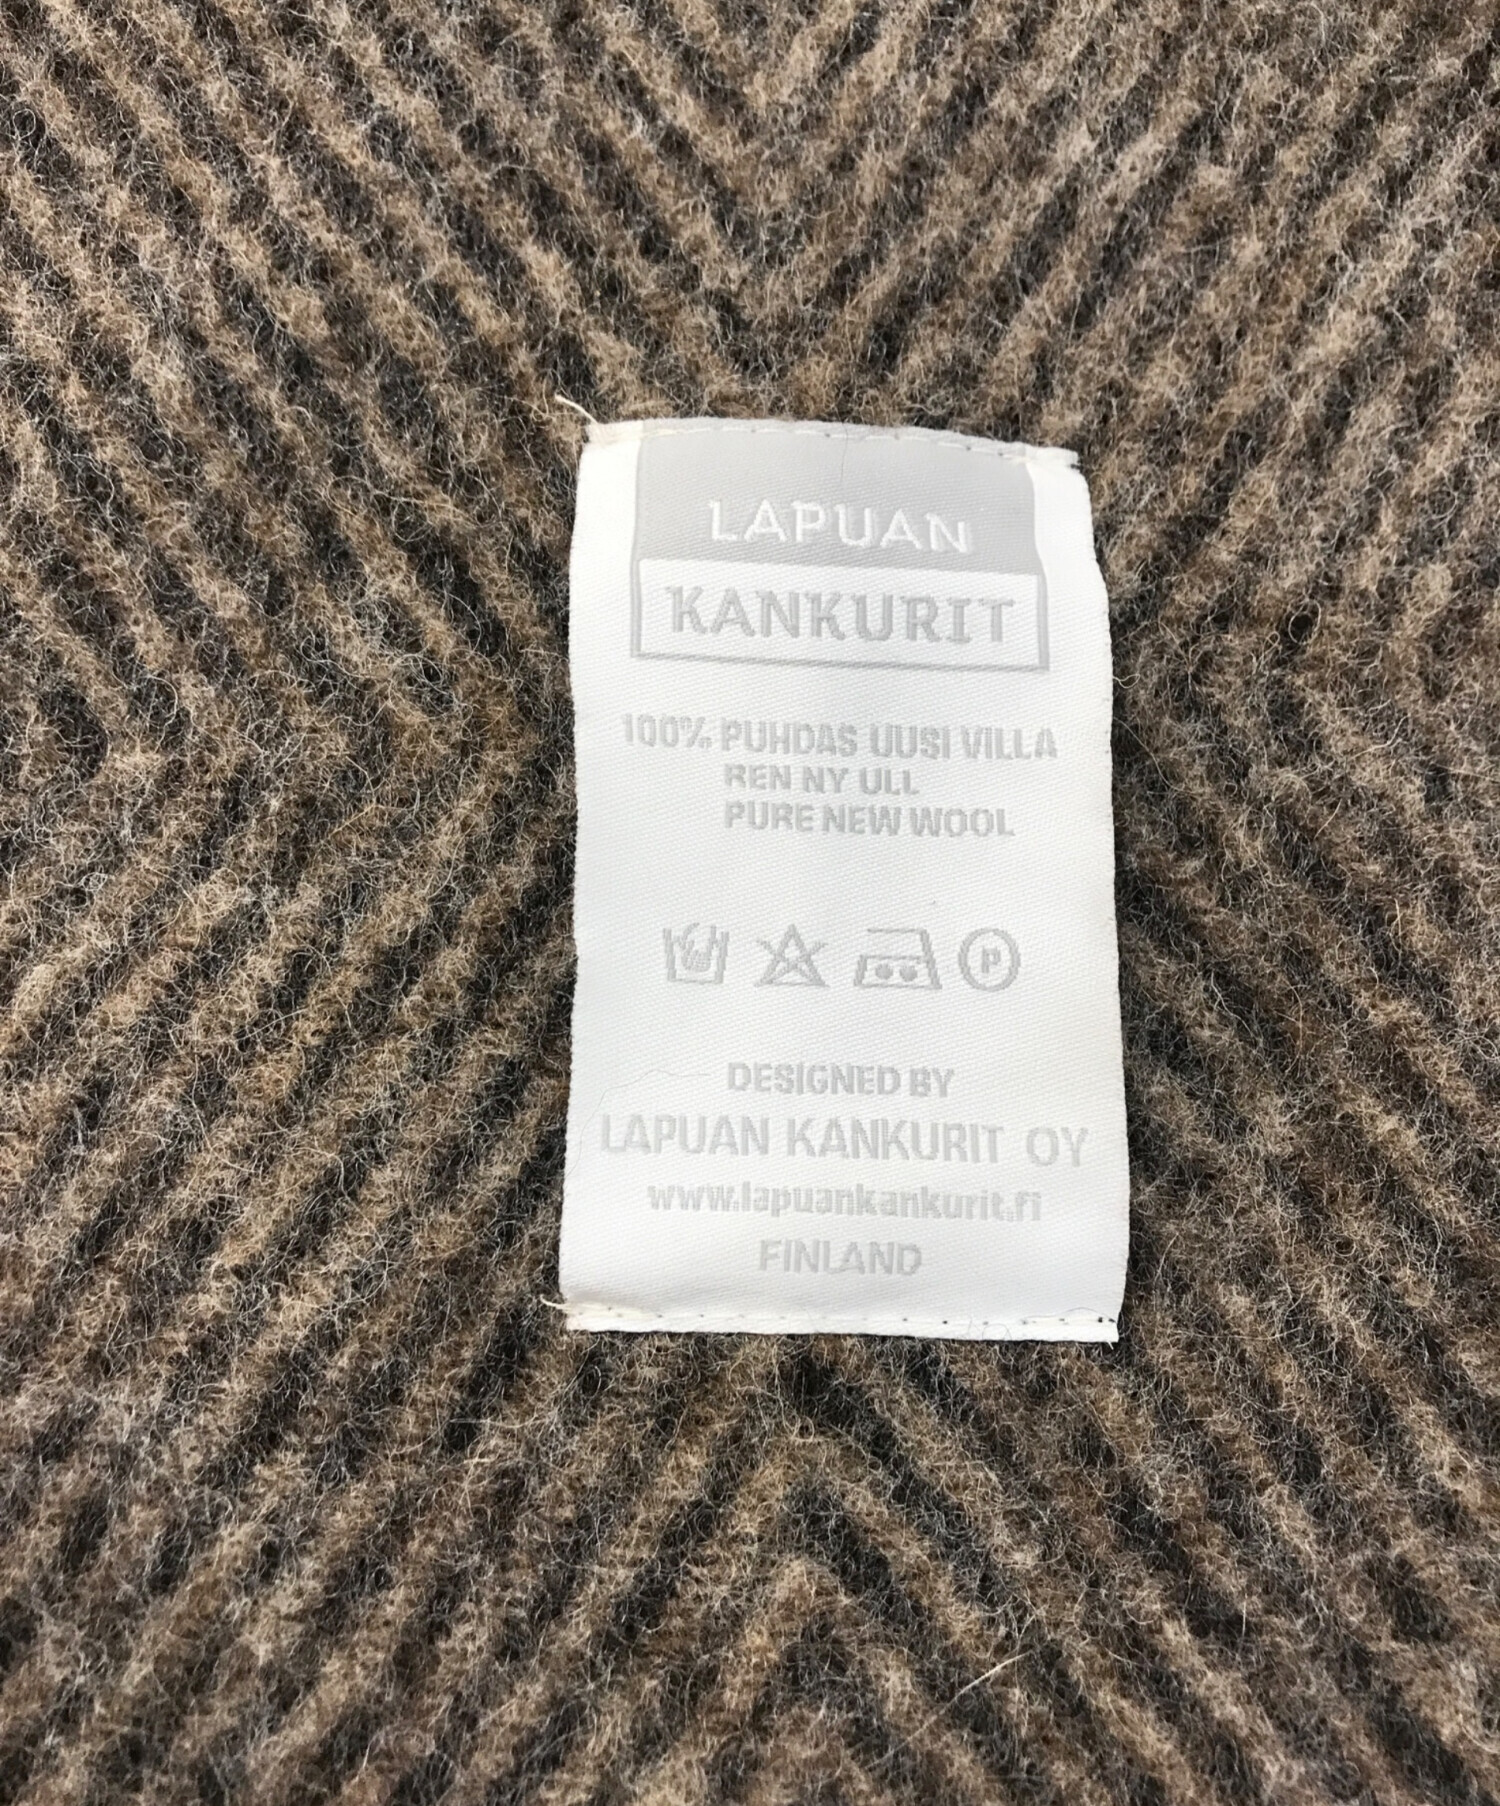 LAPUAN
KANKURIT
100% PUHDAS UUSI VILLA
REN NY ULL
PURE NEW WOOL
P
DESIGNED BY
LAPUAN KANKURIT OY
www.lapuankankurit.fi
FINLAND